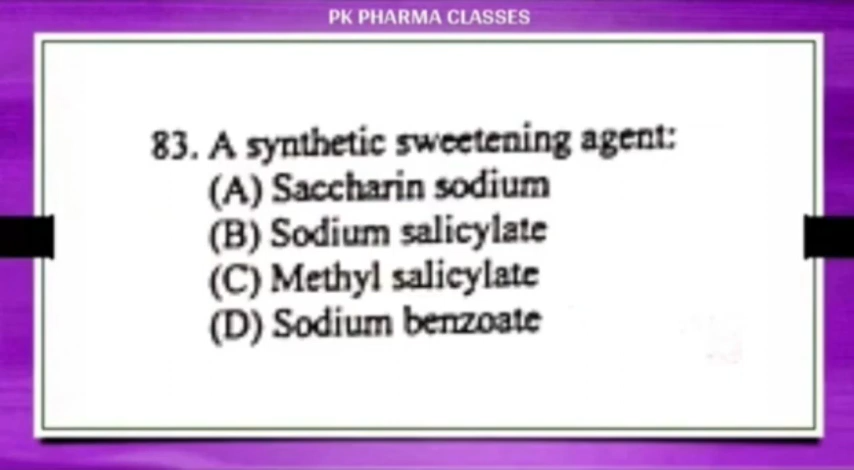 PK PHARMA CLASSES
83. A synthetic sweetening agent:
(A) Saccharin sodium
(B) Sodium salicylate
(C) Methyl salicylate
(D) Sodium benzoate